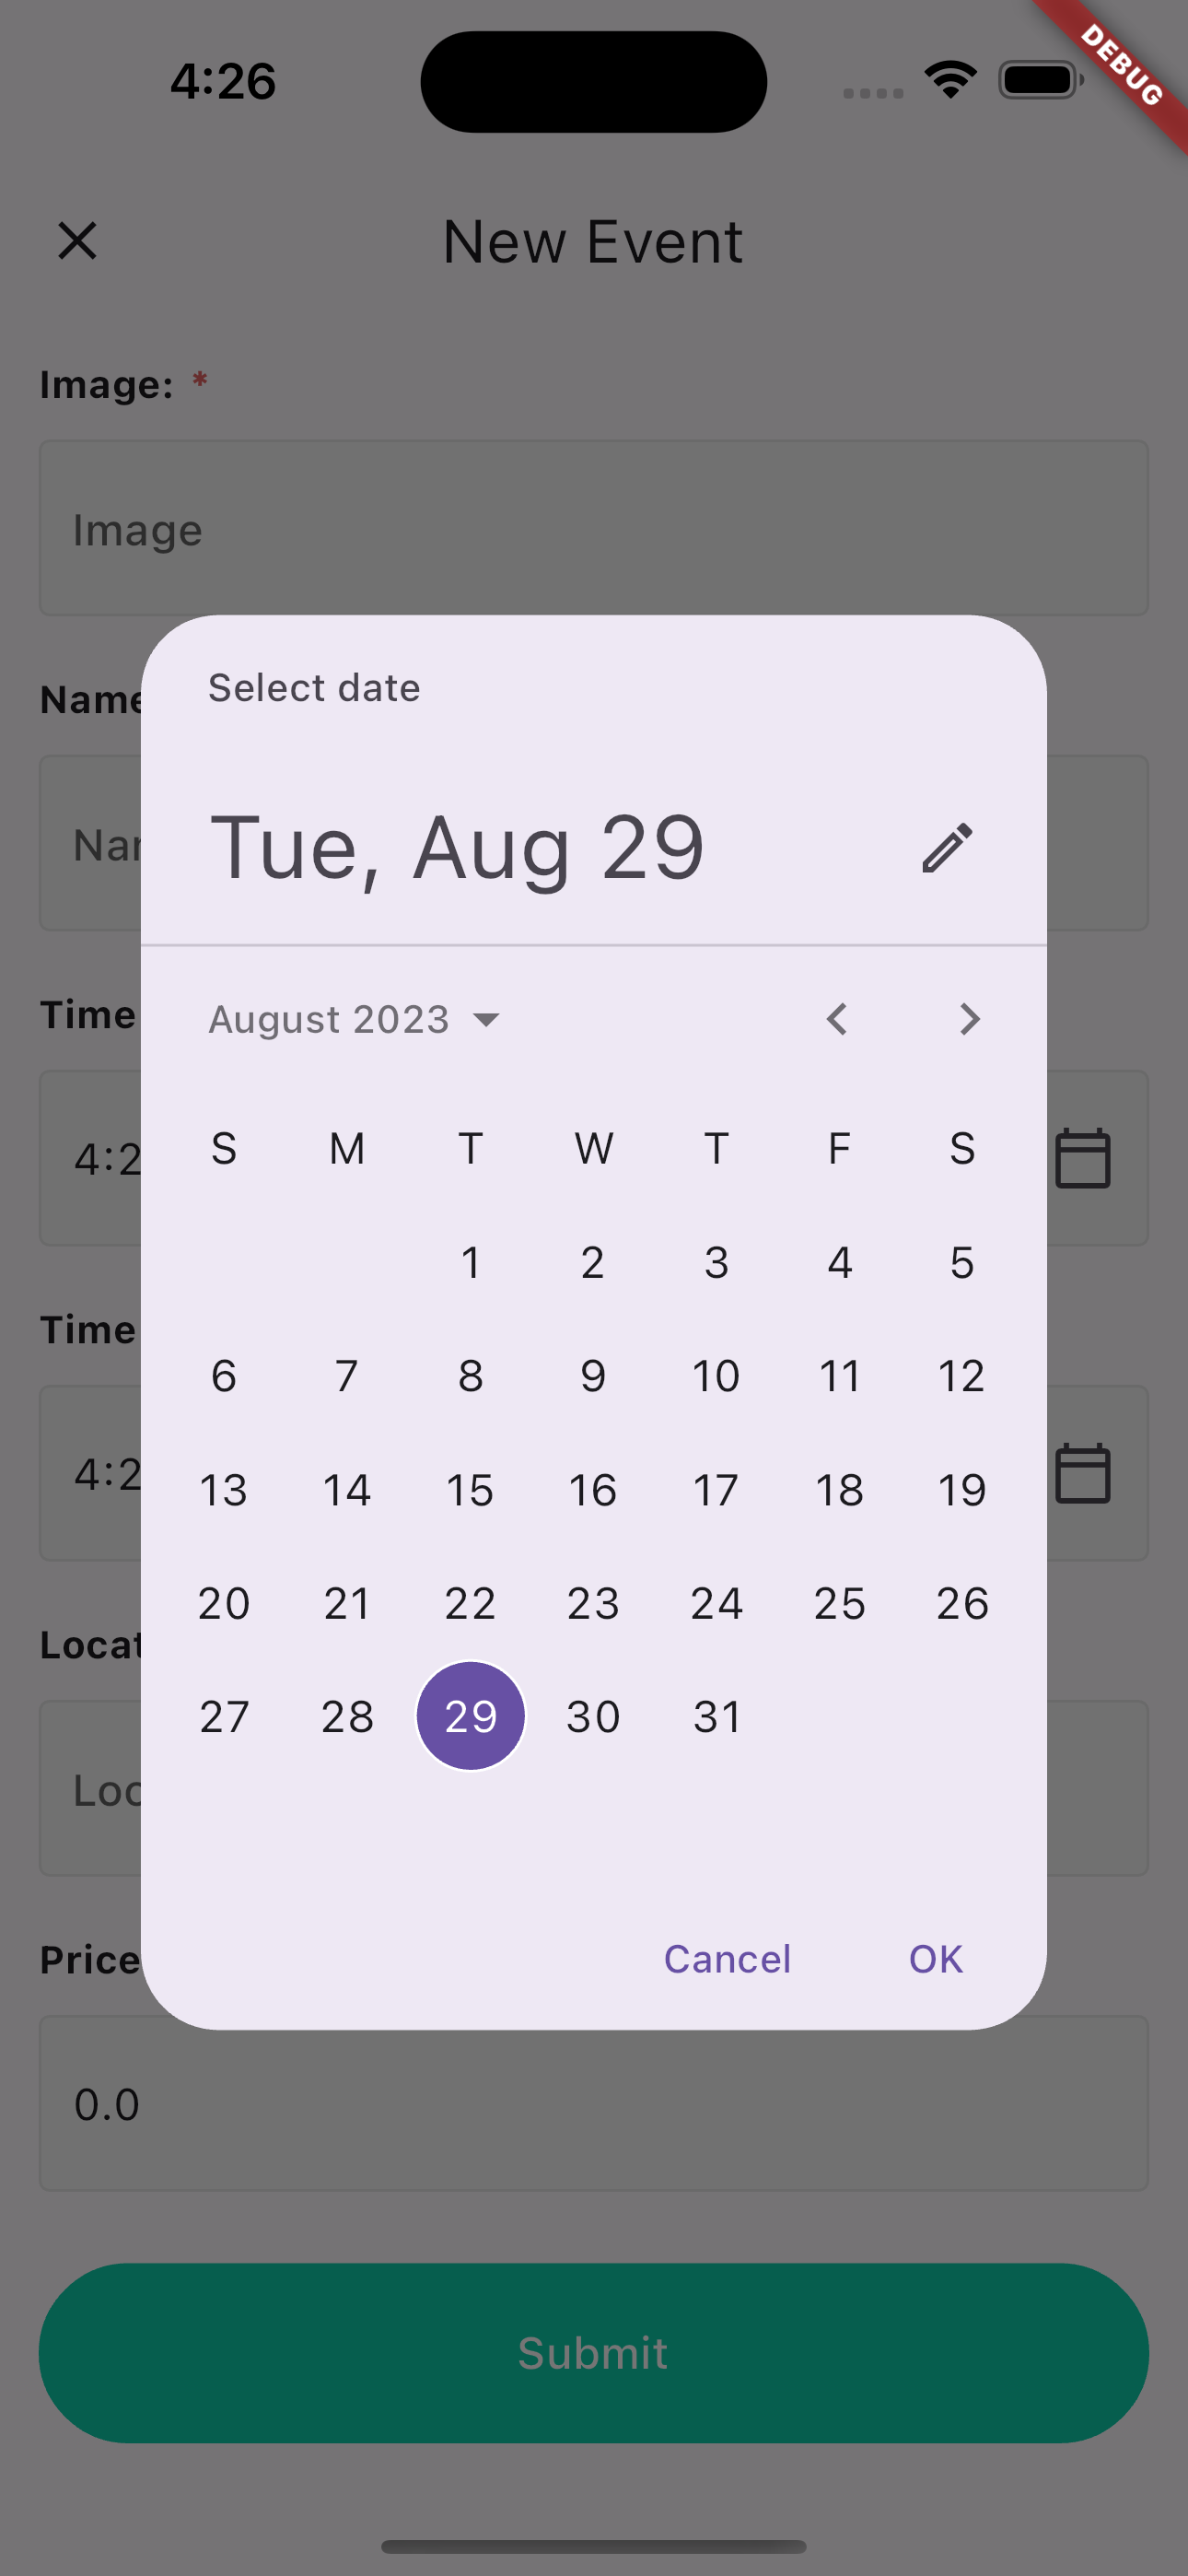 4:26
DEBUG
New Event
Image: *
Image
Name
Select date
Tue, Aug 29
August 2023
S M T W T F S
1 2 3 4 5
6 7 8 9 10 11 12
13 14 15 16 17 18 19
20 21 22 23 24 25 26
27 28 29 30 31
Cancel OK
Time
4:2
Time
4:2
Price
0.0
Submit